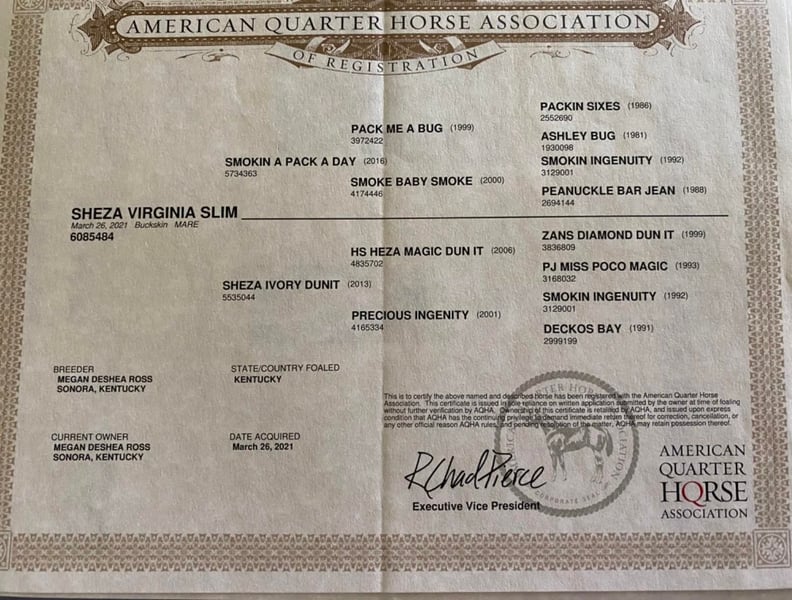 AMERICAN QUARTER HORSE ASSOCIATION
OF REGISTRATION
PACKIN SIXES (1986)
2552690
PACK ME A BUG (1999)
3972422
ASHLEY BUG (1981)
1930098
SMOKIN A PACK A DAY (2016)
5734363
SMOKIN INGENUITY (1992)
3129001
SMOKE BABY SMOKE (2000)
4174446
PEANUCKLE BAR JEAN (1988)
2694144
SHEZA VIRGINIA SLIM
March 26, 2021 Buckskin MARE
6085484
ZANS DIAMOND DUN IT (1999)
3836809
HS HEZA MAGIC DUN IT (2006)
4835702
PJ MISS POCO MAGIC (1993)
3168032
SHEZA IVORY DUNIT (2013)
5535044
SMOKIN INGENUITY (1992)
3129001
PRECIOUS INGENITY (2001)
4165334
DECKOS BAY (1991)
2999199
BREEDER
MEGAN DESHEA ROSS
SONORA, KENTUCKY
STATE/COUNTRY FOALED
KENTUCKY
CURRENT OWNER
MEGAN DESHEA ROSS
SONORA, KENTUCKY
DATE ACQUIRED
March 26, 2021
This is to certify the above named and described horse has been registered with the American Quarter Horse
Association. This certificate is issued in sole reliance on written application submitted by the owner at time of foaling
without further verification by AQHA. Ownership of this certificate is retained by AQHA, and issued upon express
condition that AQHA has the continuing privilege to demand immediate return thereof for correction, cancellation, or
any other official reason AQHA rules, and pending resolution of the matter, AQHA may retain possession thereof.
R Chad Pierce
Executive Vice President
CORPORATE SEAL
AMERICAN
QUARTER
HORSE
ASSOCIATION